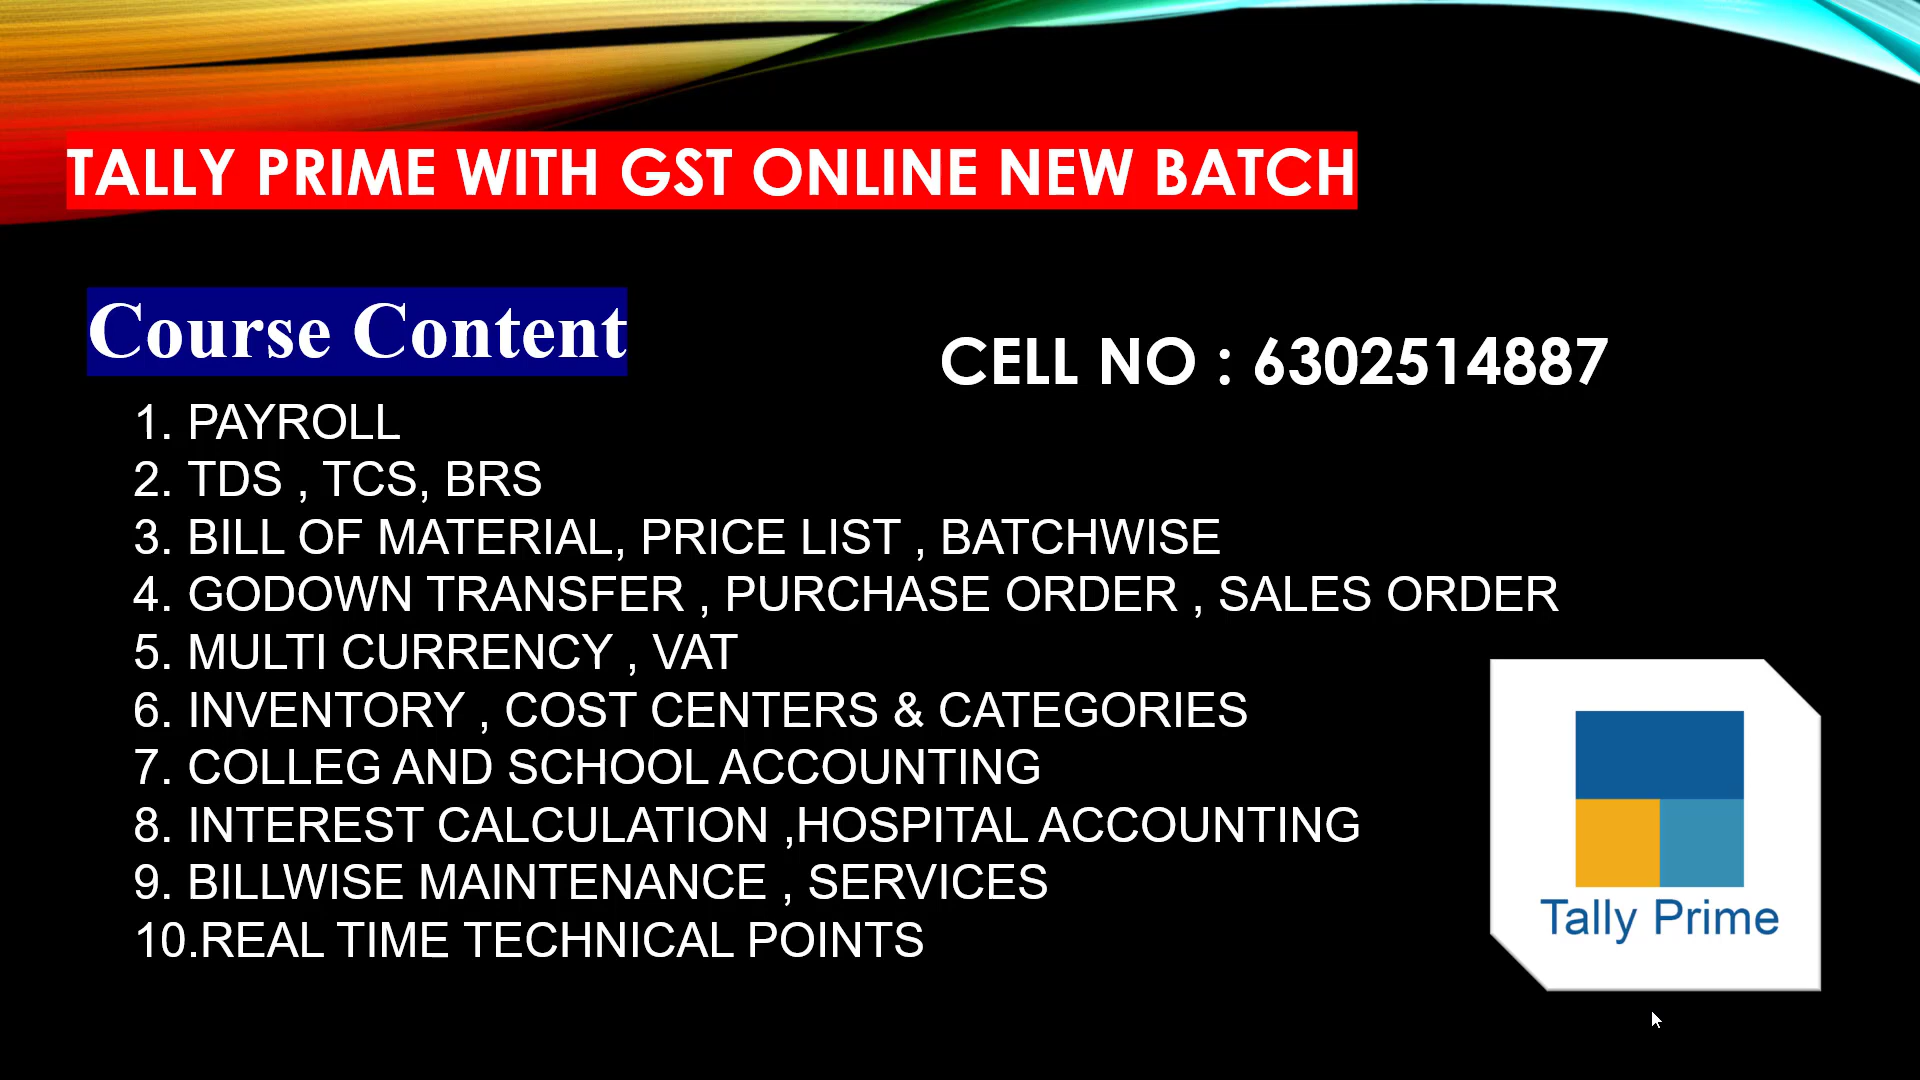 TALLY PRIME WITH GST ONLINE NEW BATCH
Course Content
CELL NO : 6302514887
1. PAYROLL
2. TDS , TCS, BRS
3. BILL OF MATERIAL, PRICE LIST , BATCHWISE
4. GODOWN TRANSFER , PURCHASE ORDER , SALES ORDER
5. MULTI CURRENCY , VAT
6. INVENTORY , COST CENTERS & CATEGORIES
7. COLLEG AND SCHOOL ACCOUNTING
8. INTEREST CALCULATION ,HOSPITAL ACCOUNTING
9. BILLWISE MAINTENANCE , SERVICES
10.REAL TIME TECHNICAL POINTS
Tally Prime